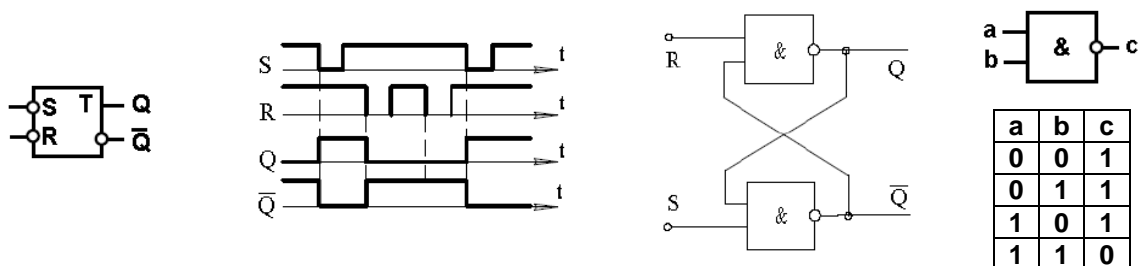 S T Q
R Q̅
S t
R t
Q t
Q̅ t
R & Q
S & Q̅
a & c
b
a b c
0 0 1
0 1 1
1 0 1
1 1 0